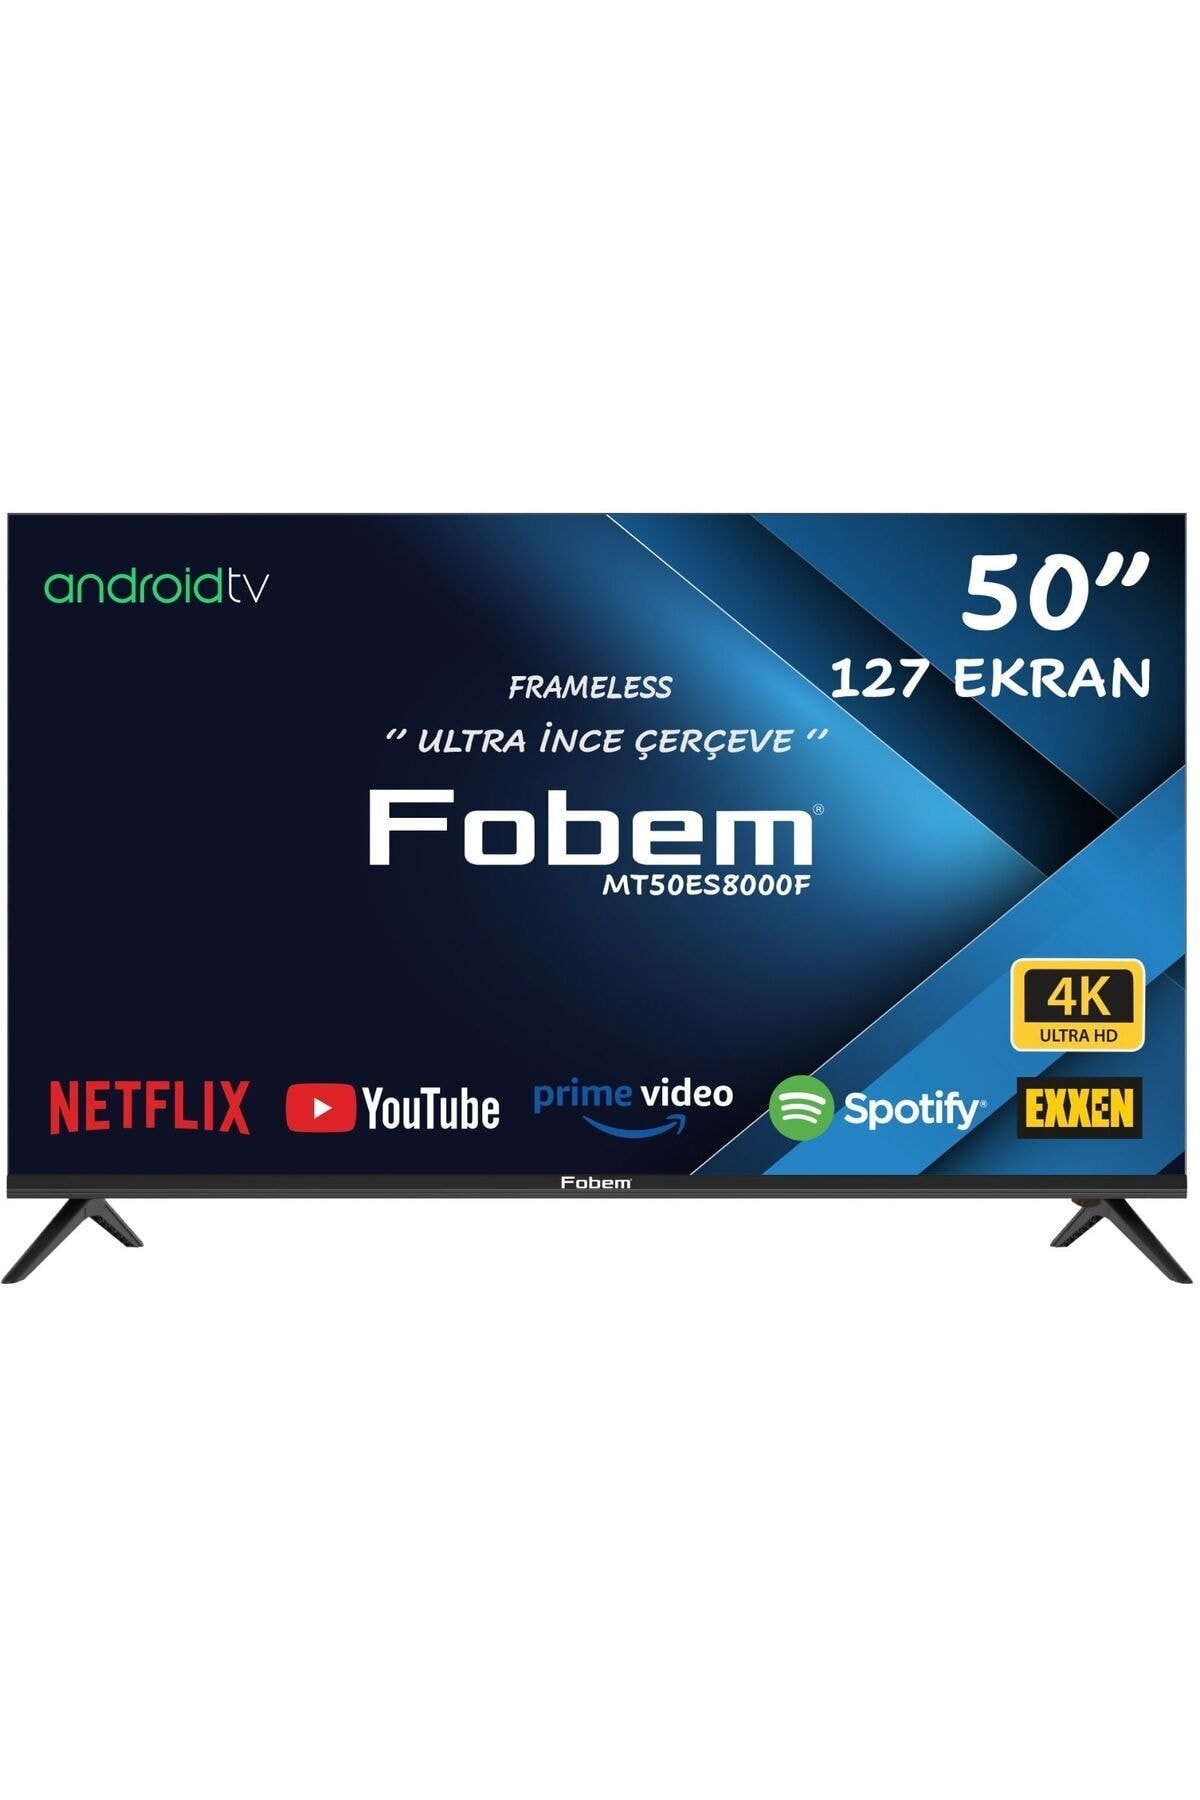 androidtv
50”
127 EKRAN
FRAMELESS
‘’ ULTRA İNCE ÇERÇEVE ‘’
Fobem®
MT50ES8000F
4K
ULTRA HD
NETFLIX
YouTube
prime video
Spotify®
EXXEN
Fobem